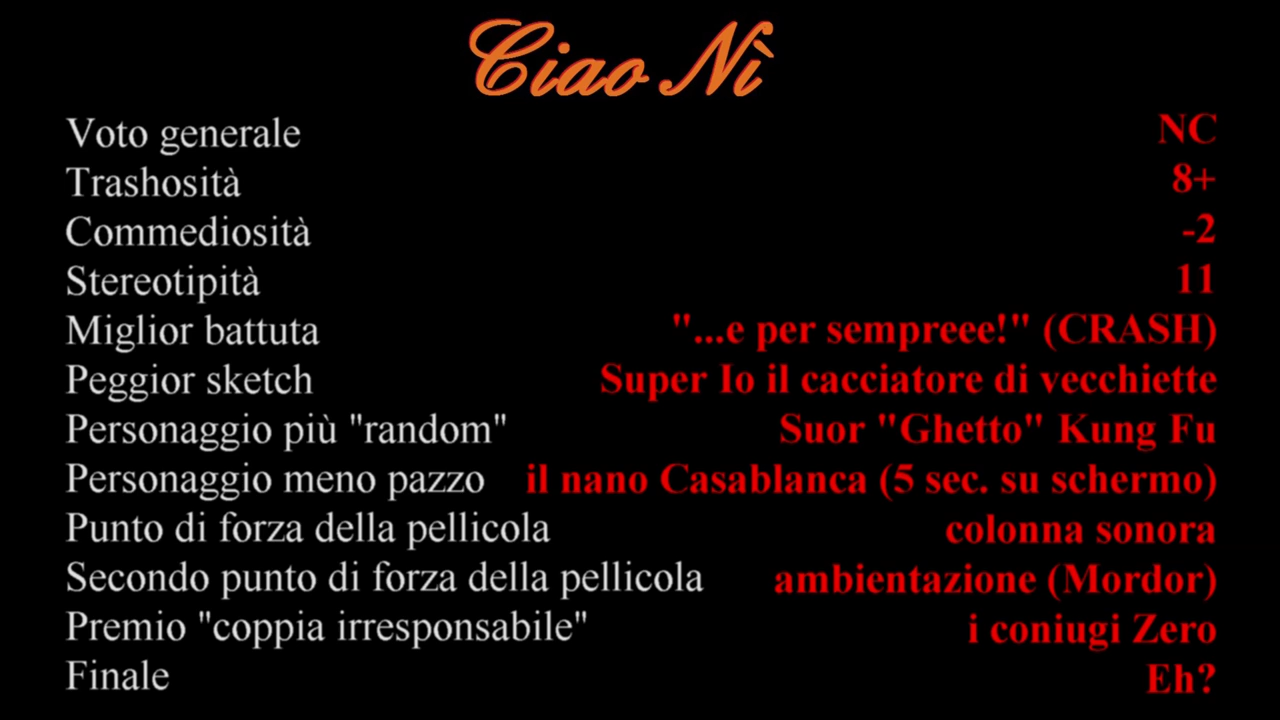 Ciao Nì
Voto generale NC
Trashosità 8+
Commediosità -2
Stereotipità 11
Miglior battuta "...e per sempreee!" (CRASH)
Peggior sketch Super Io il cacciatore di vecchiette
Personaggio più "random" Suor "Ghetto" Kung Fu
Personaggio meno pazzo il nano Casablanca (5 sec. su schermo)
Punto di forza della pellicola colonna sonora
Secondo punto di forza della pellicola ambientazione (Mordor)
Premio "coppia irresponsabile" i coniugi Zero
Finale Eh?